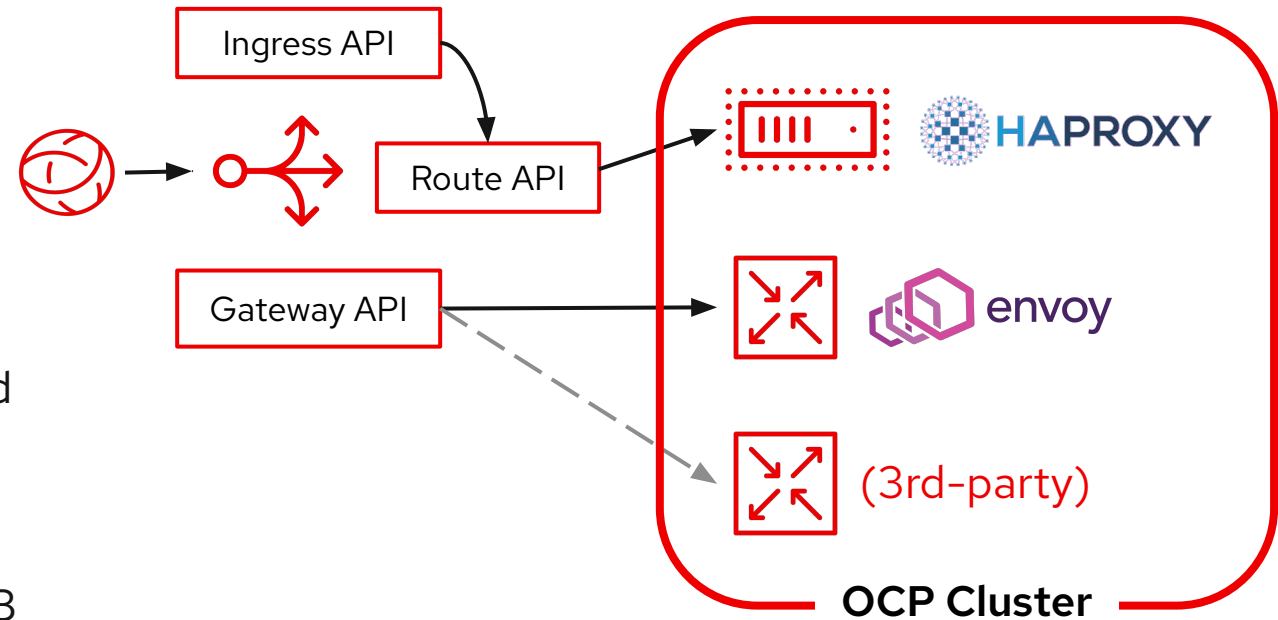 Ingress API
HAPROXY
Route API
Gateway API
envoy
d
(3rd-party)
B
OCP Cluster